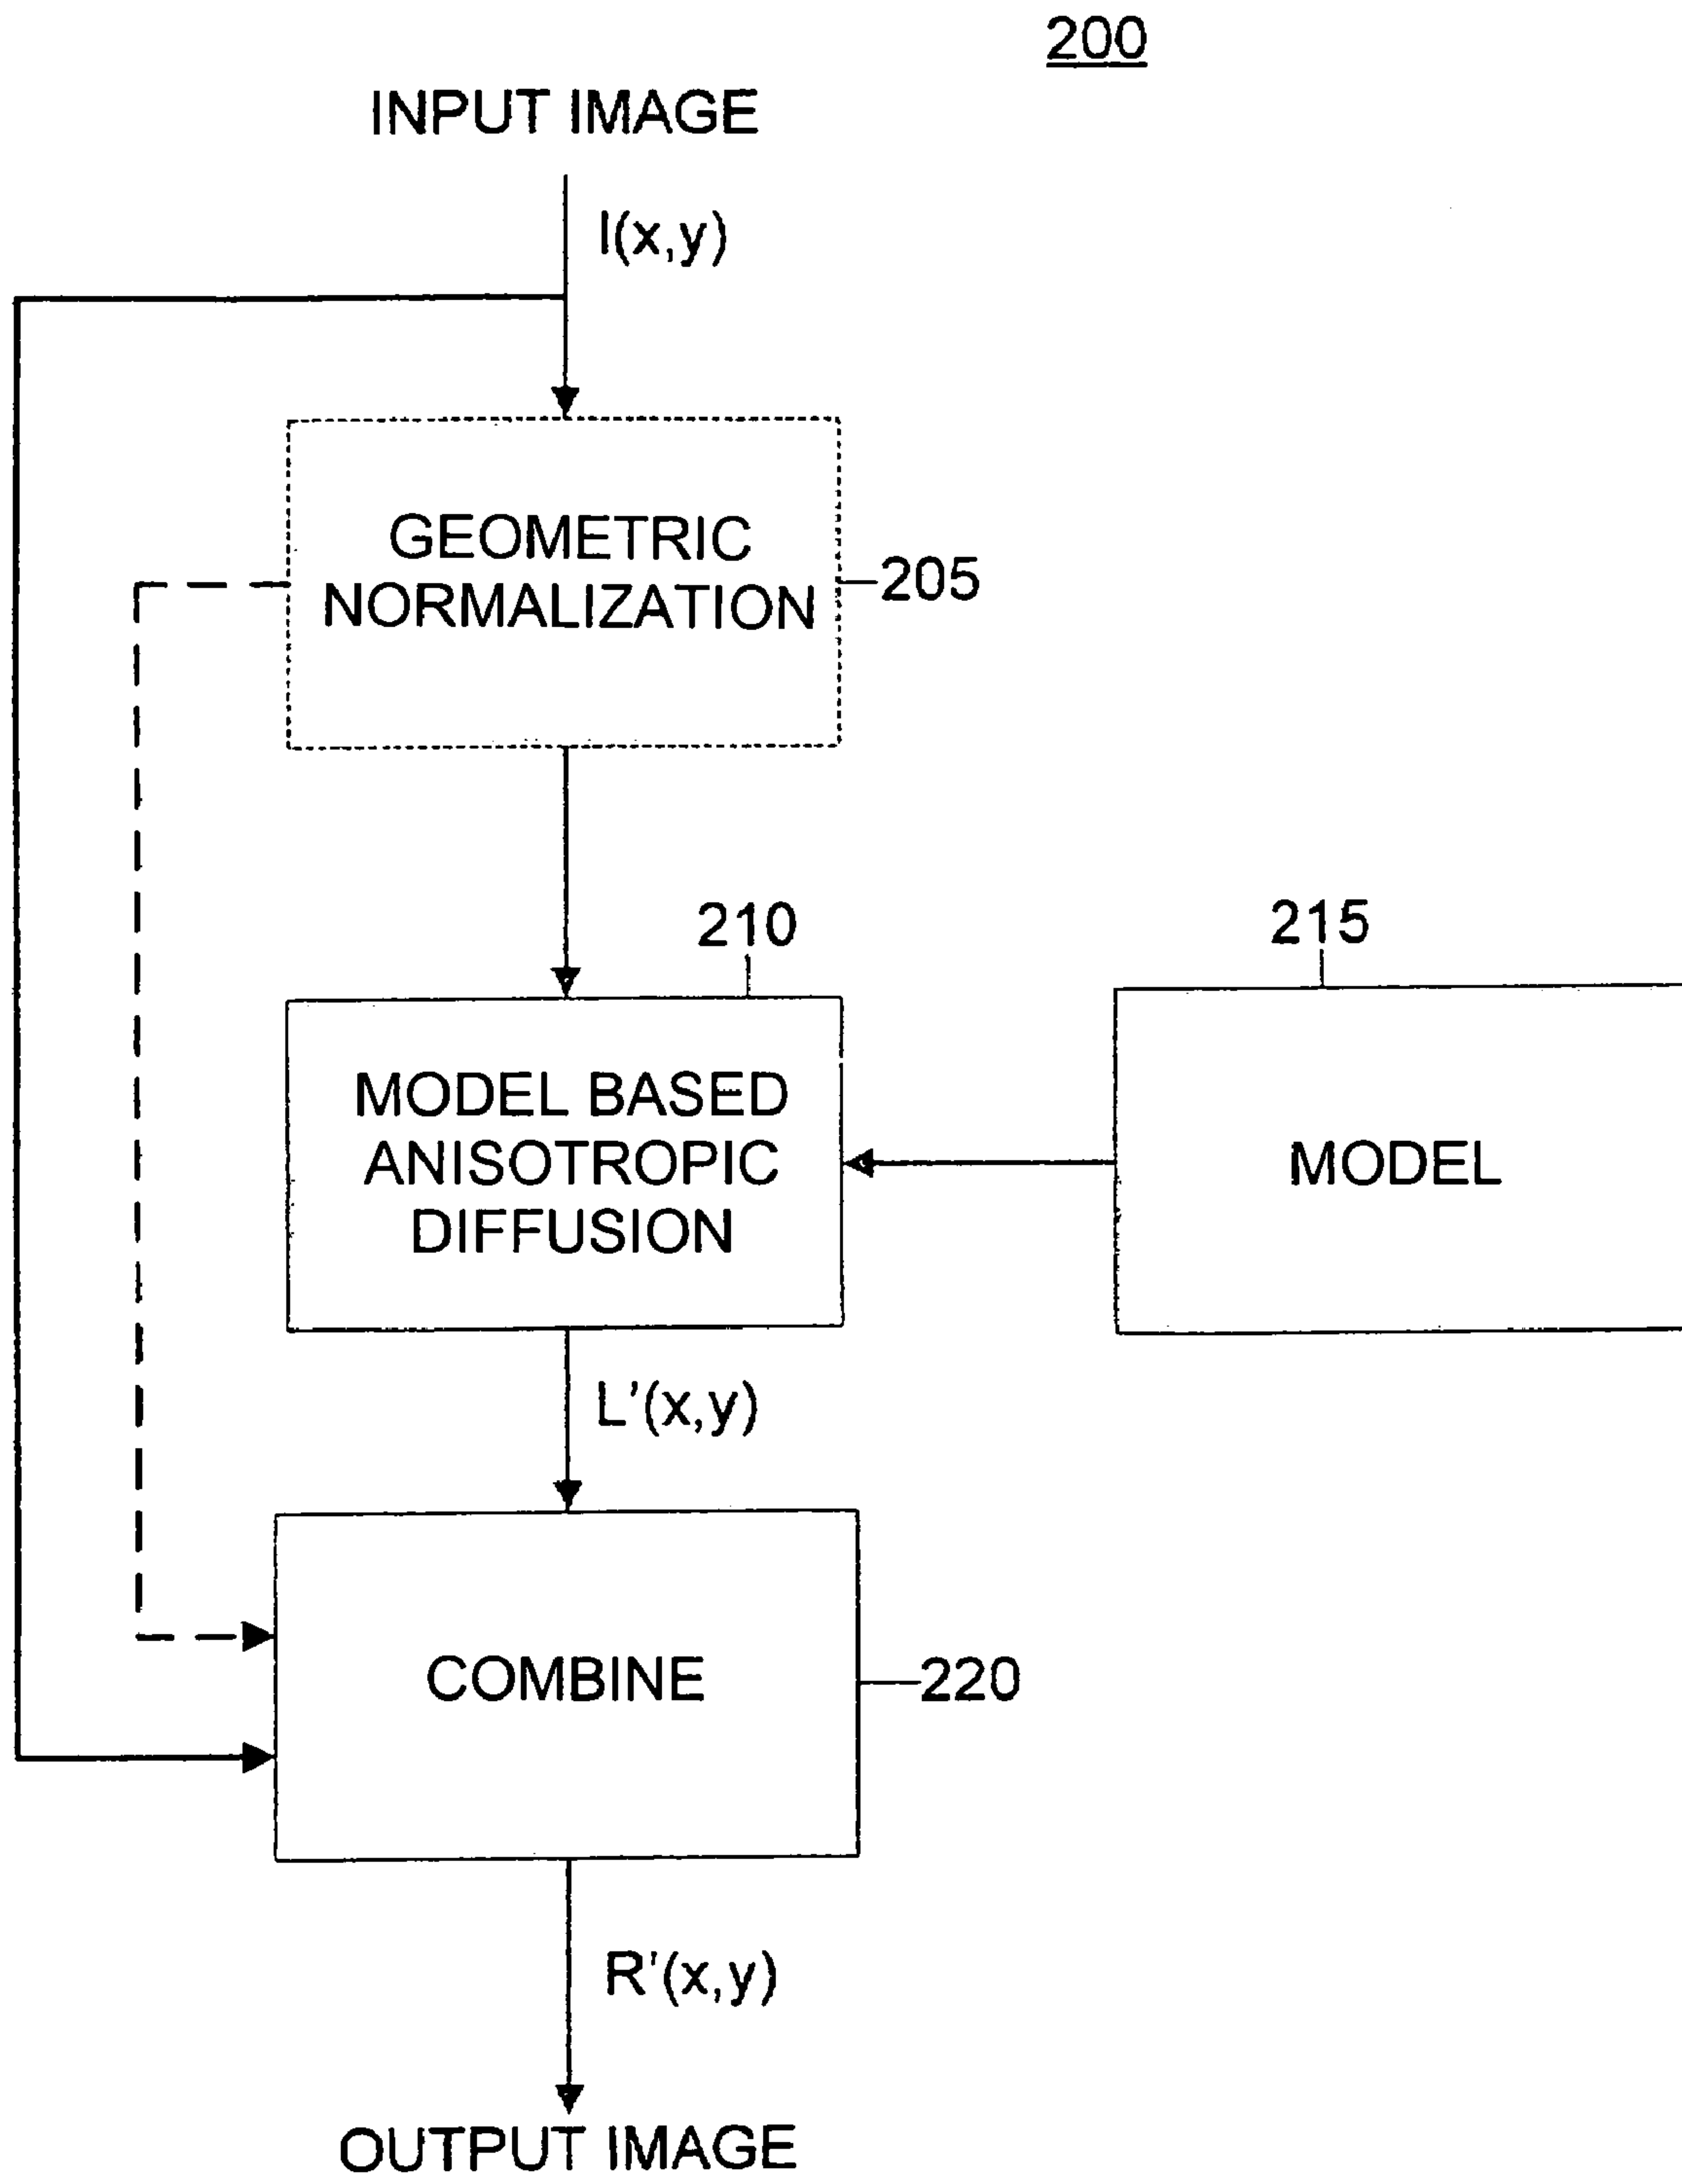 200
INPUT IMAGE
I(x,y)
GEOMETRIC
NORMALIZATION
205
210
215
MODEL BASED
ANISOTROPIC
DIFFUSION
MODEL
L'(x,y)
COMBINE
220
R'(x,y)
OUTPUT IMAGE